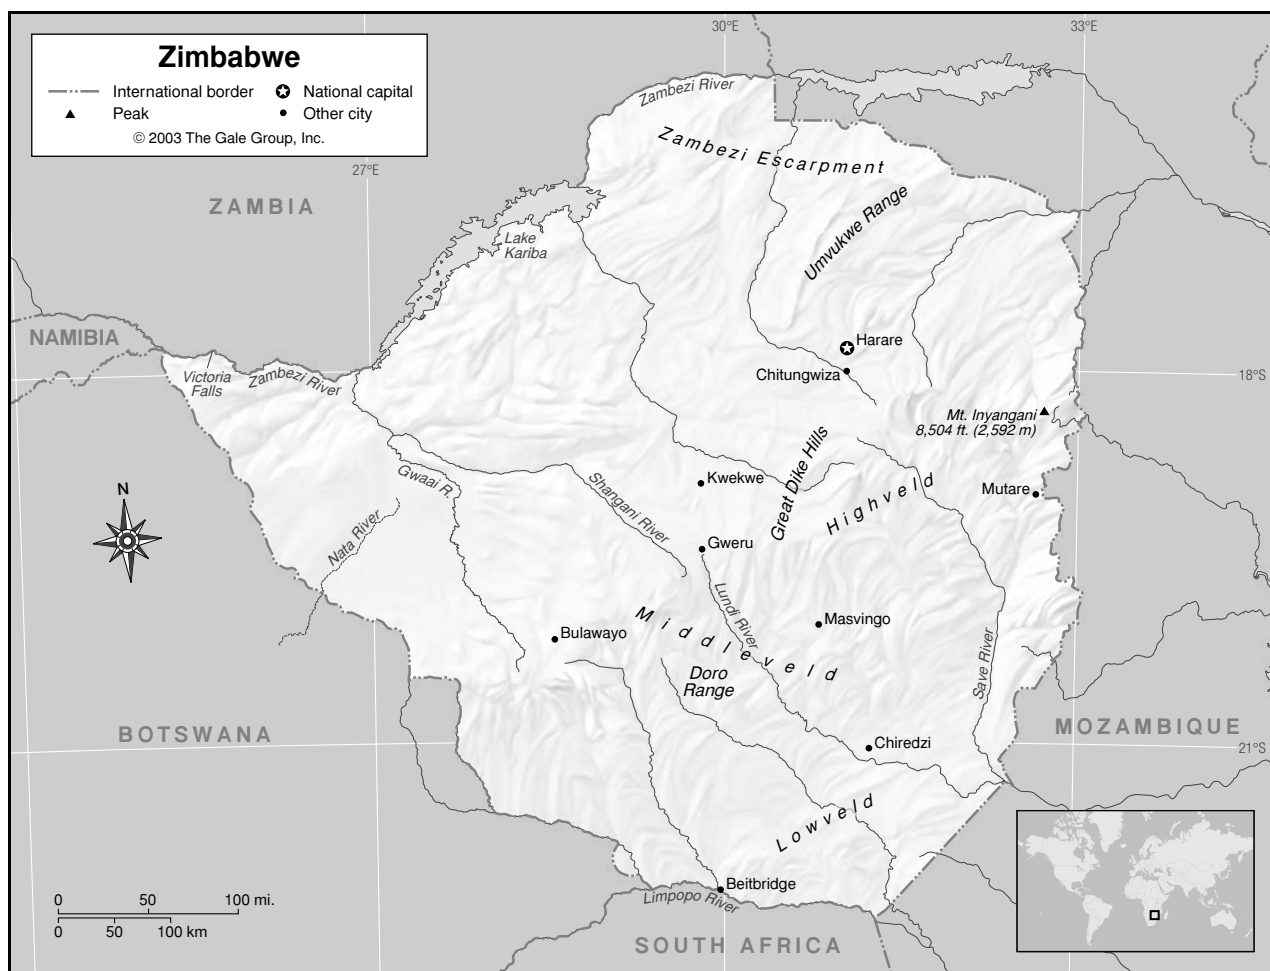 Zimbabwe
International border
National capital
Peak
Other city
© 2003 The Gale Group, Inc.
30°E
33°E
27°E
Zambezi River
Zambezi Escarpment
ZAMBIA
Umvukwe Range
Lake
Kariba
NAMIBIA
Harare
Victoria
Falls
Zambezi River
Chitungwiza
18°S
Mt. Inyangani
8,504 ft. (2,592 m)
Great Dike Hills
Gwaai R.
Shangani River
Kwekwe
Highveld
Mutare
N
Nata River
Gweru
Lundi River
Middleveld
Masvingo
Bulawayo
Doro
Range
Save River
BOTSWANA
MOZAMBIQUE
Chiredzi
21°S
Lowveld
Beitbridge
Limpopo River
0 50 100 mi.
0 50 100 km
SOUTH AFRICA